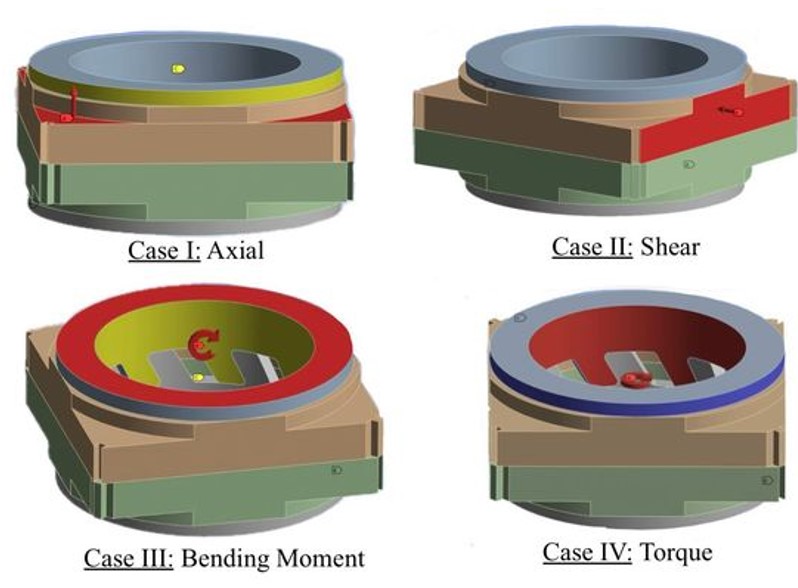 Case I: Axial
Case II: Shear
Case III: Bending Moment
Case IV: Torque